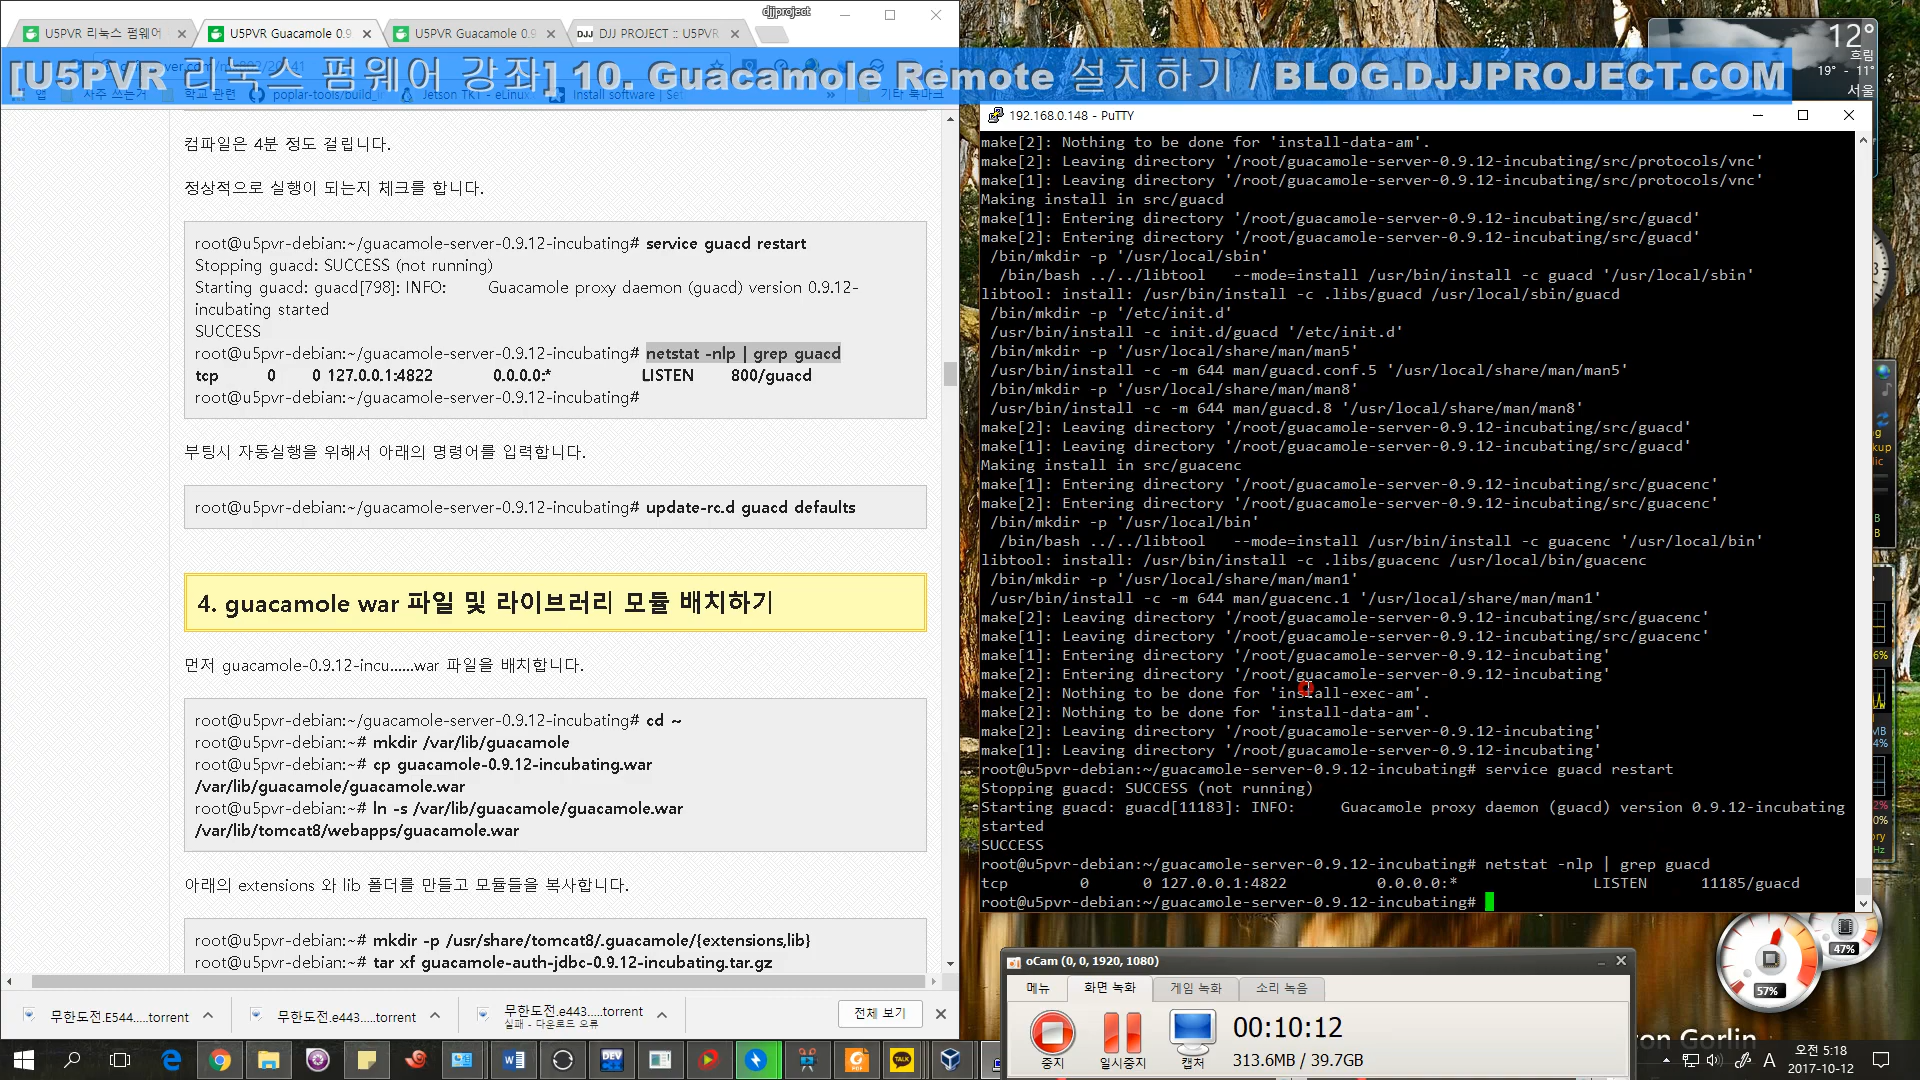 djjproject
U5PVR 리눅스 펌웨어
U5PVR Guacamole 0.9
U5PVR Guacamole 0.9
DJJ PROJECT :: U5PVR
[U5PVR 리눅스 펌웨어 강좌] 10. Guacamole Remote 설치하기 / BLOG.DJJPROJECT.COM
컴파일은 4분 정도 걸립니다.
정상적으로 실행이 되는지 체크를 합니다.
root@u5pvr-debian:~/guacamole-server-0.9.12-incubating# service guacd restart
Stopping guacd: SUCCESS (not running)
Starting guacd: guacd[798]: INFO: Guacamole proxy daemon (guacd) version 0.9.12-
incubating started
SUCCESS
root@u5pvr-debian:~/guacamole-server-0.9.12-incubating# netstat -nlp | grep guacd
tcp 0 0 127.0.0.1:4822 0.0.0.0:* LISTEN 800/guacd
root@u5pvr-debian:~/guacamole-server-0.9.12-incubating#
부팅시 자동실행을 위해서 아래의 명령어를 입력합니다.
root@u5pvr-debian:~/guacamole-server-0.9.12-incubating# update-rc.d guacd defaults
4. guacamole war 파일 및 라이브러리 모듈 배치하기
먼저 guacamole-0.9.12-incu......war 파일을 배치합니다.
root@u5pvr-debian:~/guacamole-server-0.9.12-incubating# cd ~
root@u5pvr-debian:~# mkdir /var/lib/guacamole
root@u5pvr-debian:~# cp guacamole-0.9.12-incubating.war
/var/lib/guacamole/guacamole.war
root@u5pvr-debian:~# ln -s /var/lib/guacamole/guacamole.war
/var/lib/tomcat8/webapps/guacamole.war
아래의 extensions 와 lib 폴더를 만들고 모듈들을 복사합니다.
root@u5pvr-debian:~# mkdir -p /usr/share/tomcat8/.guacamole/{extensions,lib}
root@u5pvr-debian:~# tar xf guacamole-auth-jdbc-0.9.12-incubating.tar.gz
무한도전.E544.....torrent
무한도전.e443.....torrent
무한도전.e443.....torrent
실패 - 다운로드 오류
전체 보기
192.168.0.148 - PuTTY
make[2]: Nothing to be done for 'install-data-am'.
make[2]: Leaving directory '/root/guacamole-server-0.9.12-incubating/src/protocols/vnc'
make[1]: Leaving directory '/root/guacamole-server-0.9.12-incubating/src/protocols/vnc'
Making install in src/guacd
make[1]: Entering directory '/root/guacamole-server-0.9.12-incubating/src/guacd'
make[2]: Entering directory '/root/guacamole-server-0.9.12-incubating/src/guacd'
/bin/mkdir -p '/usr/local/sbin'
/bin/bash ../../libtool --mode=install /usr/bin/install -c guacd '/usr/local/sbin'
libtool: install: /usr/bin/install -c .libs/guacd /usr/local/sbin/guacd
/bin/mkdir -p '/etc/init.d'
/usr/bin/install -c init.d/guacd '/etc/init.d'
/bin/mkdir -p '/usr/local/share/man/man5'
/usr/bin/install -c -m 644 man/guacd.conf.5 '/usr/local/share/man/man5'
/bin/mkdir -p '/usr/local/share/man/man8'
/usr/bin/install -c -m 644 man/guacd.8 '/usr/local/share/man/man8'
make[2]: Leaving directory '/root/guacamole-server-0.9.12-incubating/src/guacd'
make[1]: Leaving directory '/root/guacamole-server-0.9.12-incubating/src/guacd'
Making install in src/guacenc
make[1]: Entering directory '/root/guacamole-server-0.9.12-incubating/src/guacenc'
make[2]: Entering directory '/root/guacamole-server-0.9.12-incubating/src/guacenc'
/bin/mkdir -p '/usr/local/bin'
/bin/bash ../../libtool --mode=install /usr/bin/install -c guacenc '/usr/local/bin'
libtool: install: /usr/bin/install -c .libs/guacenc /usr/local/bin/guacenc
/bin/mkdir -p '/usr/local/share/man/man1'
/usr/bin/install -c -m 644 man/guacenc.1 '/usr/local/share/man/man1'
make[2]: Leaving directory '/root/guacamole-server-0.9.12-incubating/src/guacenc'
make[1]: Leaving directory '/root/guacamole-server-0.9.12-incubating/src/guacenc'
make[1]: Entering directory '/root/guacamole-server-0.9.12-incubating'
make[2]: Entering directory '/root/guacamole-server-0.9.12-incubating'
make[2]: Nothing to be done for 'install-exec-am'.
make[2]: Nothing to be done for 'install-data-am'.
make[2]: Leaving directory '/root/guacamole-server-0.9.12-incubating'
make[1]: Leaving directory '/root/guacamole-server-0.9.12-incubating'
root@u5pvr-debian:~/guacamole-server-0.9.12-incubating# service guacd restart
Stopping guacd: SUCCESS (not running)
Starting guacd: guacd[11183]: INFO: Guacamole proxy daemon (guacd) version 0.9.12-incubating
started
SUCCESS
root@u5pvr-debian:~/guacamole-server-0.9.12-incubating# netstat -nlp | grep guacd
tcp 0 0 127.0.0.1:4822 0.0.0.0:* LISTEN 11185/guacd
root@u5pvr-debian:~/guacamole-server-0.9.12-incubating#
12°
흐림
19° - 11°
서울
47%
57%
oCam (0, 0, 1920, 1080)
메뉴
화면 녹화
게임 녹화
소리 녹음
중지
일시중지
캡처
00:10:12
313.6MB / 39.7GB
on Gorlin
A
오전 5:18
2017-10-12